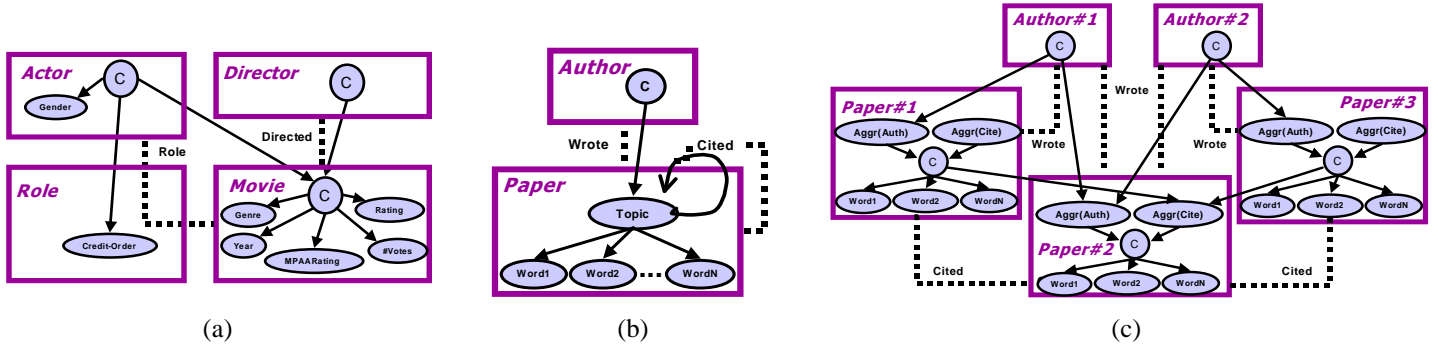 Actor
C
Gender
Director
C
Directed
Role
Role
Credit-Order
Movie
C
Genre
Rating
Year
#Votes
MPAARating
(a)
Author
C
Wrote
Cited
Paper
Topic
Word1
Word2
WordN
(b)
Author#1
C
Author#2
C
Wrote
Paper#1
Aggr(Auth)
Aggr(Cite)
C
Word1
Word2
WordN
Wrote
Wrote
Paper#3
Aggr(Auth)
Aggr(Cite)
C
Word1
Word2
WordN
Aggr(Auth)
Aggr(Cite)
Paper#2
C
Word1
Word2
WordN
Cited
Cited
(c)